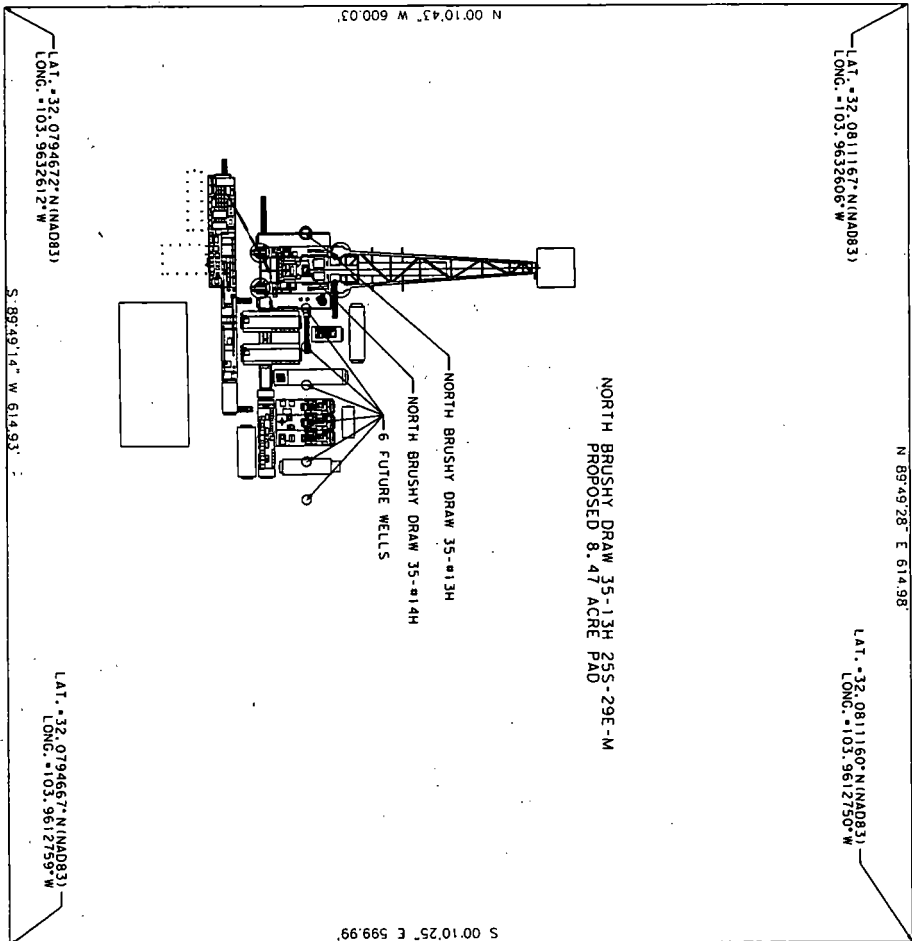 N 89°49'28" E 614.98'
LAT. = 32.0811167° N (NAD83)
LONG. = 103.9632606° W
LAT. = 32.0811160° N (NAD83)
LONG. = 103.9612750° W
N 00°10'43" W 600.03'
NORTH BRUSHY DRAW 35-13H 25S-29E-M
PROPOSED 8.47 ACRE PAD
NORTH BRUSHY DRAW 35-#13H
NORTH BRUSHY DRAW 35-#14H
6 FUTURE WELLS
S 00°10'25" E 599.99'
LAT. = 32.0794672° N (NAD83)
LONG. = 103.9632612° W
LAT. = 32.0794667° N (NAD83)
LONG. = 103.9612759° W
S 89°49'14" W 614.93'